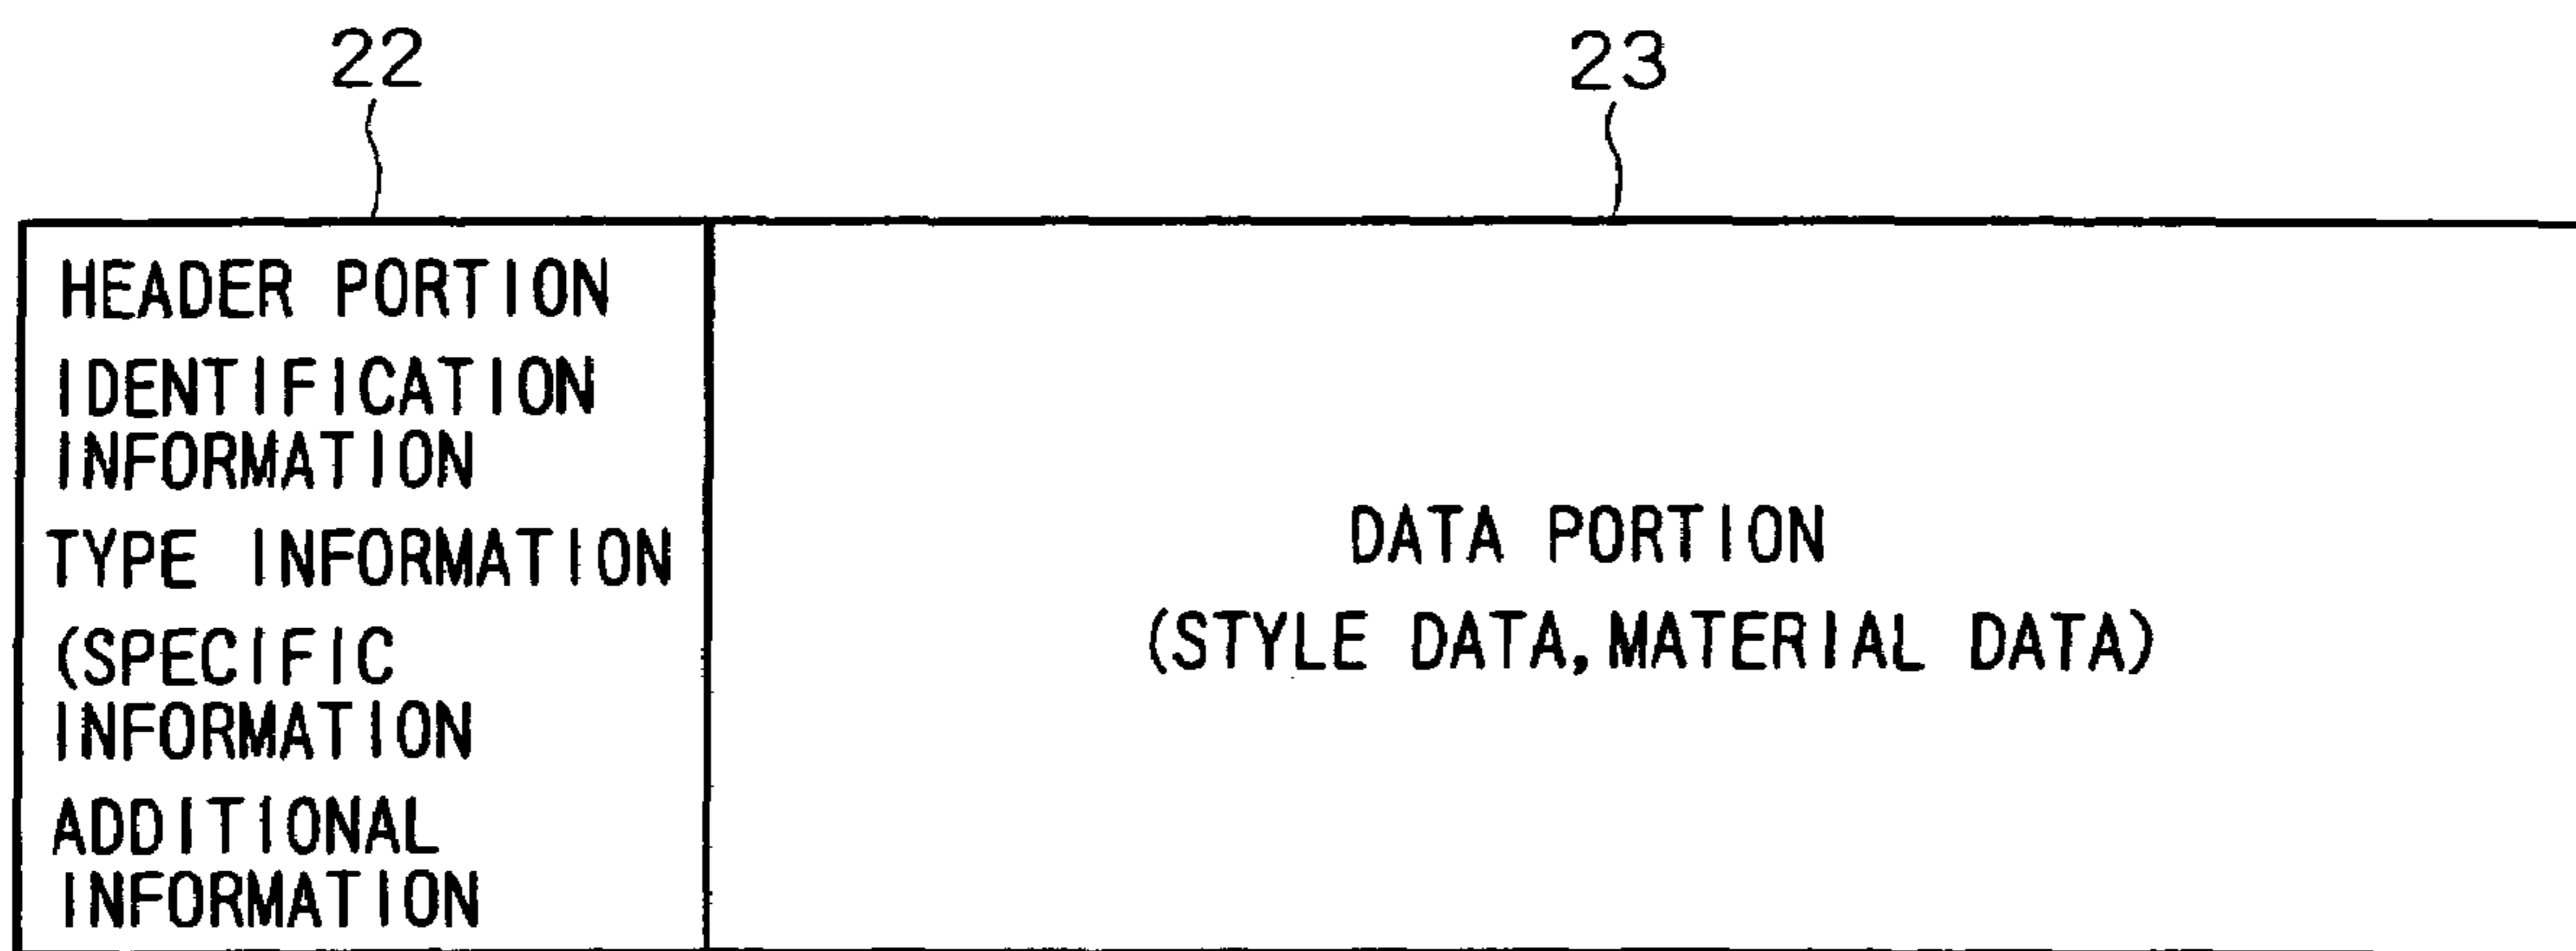 22
23
HEADER PORTION
IDENTIFICATION
INFORMATION
TYPE INFORMATION
(SPECIFIC
INFORMATION
ADDITIONAL
INFORMATION
DATA PORTION
(STYLE DATA,MATERIAL DATA)